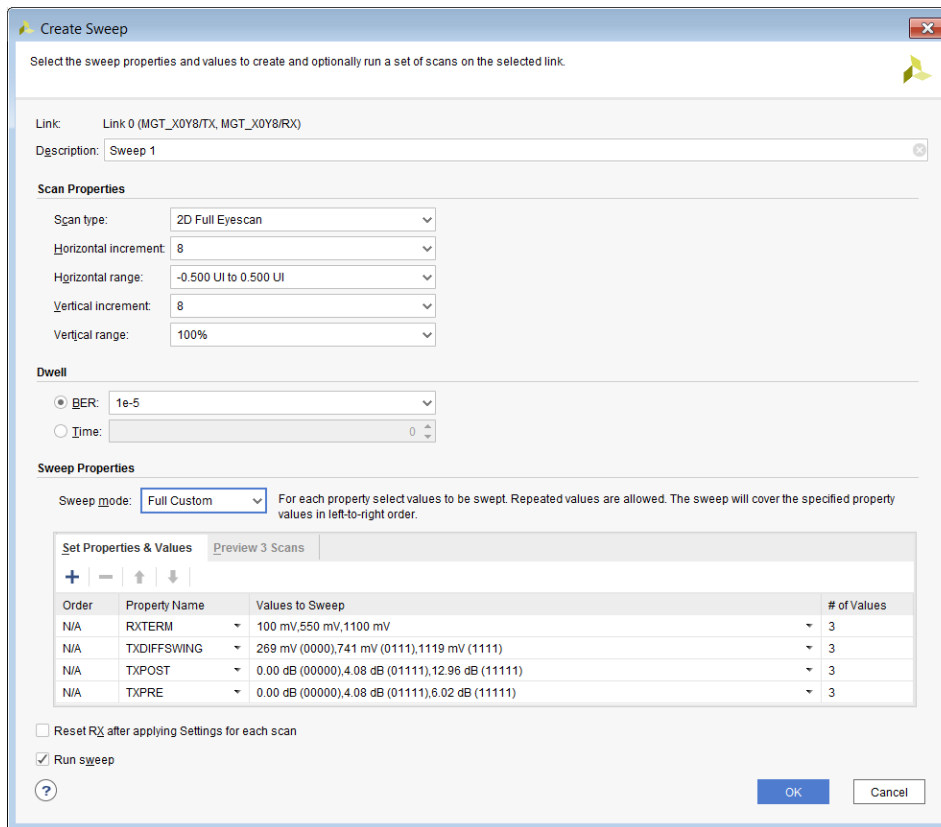 Create Sweep
Select the sweep properties and values to create and optionally run a set of scans on the selected link.
Link: Link 0 (MGT_X0Y8/TX, MGT_X0Y8/RX)
Description: Sweep 1
Scan Properties
Scan type: 2D Full Eyescan
Horizontal increment: 8
Horizontal range: -0.500 UI to 0.500 UI
Vertical increment: 8
Vertical range: 100%
Dwell
BER: 1e-5
Time: 0
Sweep Properties
Sweep mode: Full Custom For each property select values to be swept. Repeated values are allowed. The sweep will cover the specified property
values in left-to-right order.
Set Properties & Values Preview 3 Scans
Order Property Name Values to Sweep # of Values
N/A RXTERM 100 mV,550 mV,1100 mV 3
N/A TXDIFFSWING 269 mV (0000),741 mV (0111),1119 mV (1111) 3
N/A TXPOST 0.00 dB (00000),4.08 dB (01111),12.96 dB (11111) 3
N/A TXPRE 0.00 dB (00000),4.08 dB (01111),6.02 dB (11111) 3
Reset RX after applying Settings for each scan
Run sweep
? OK Cancel